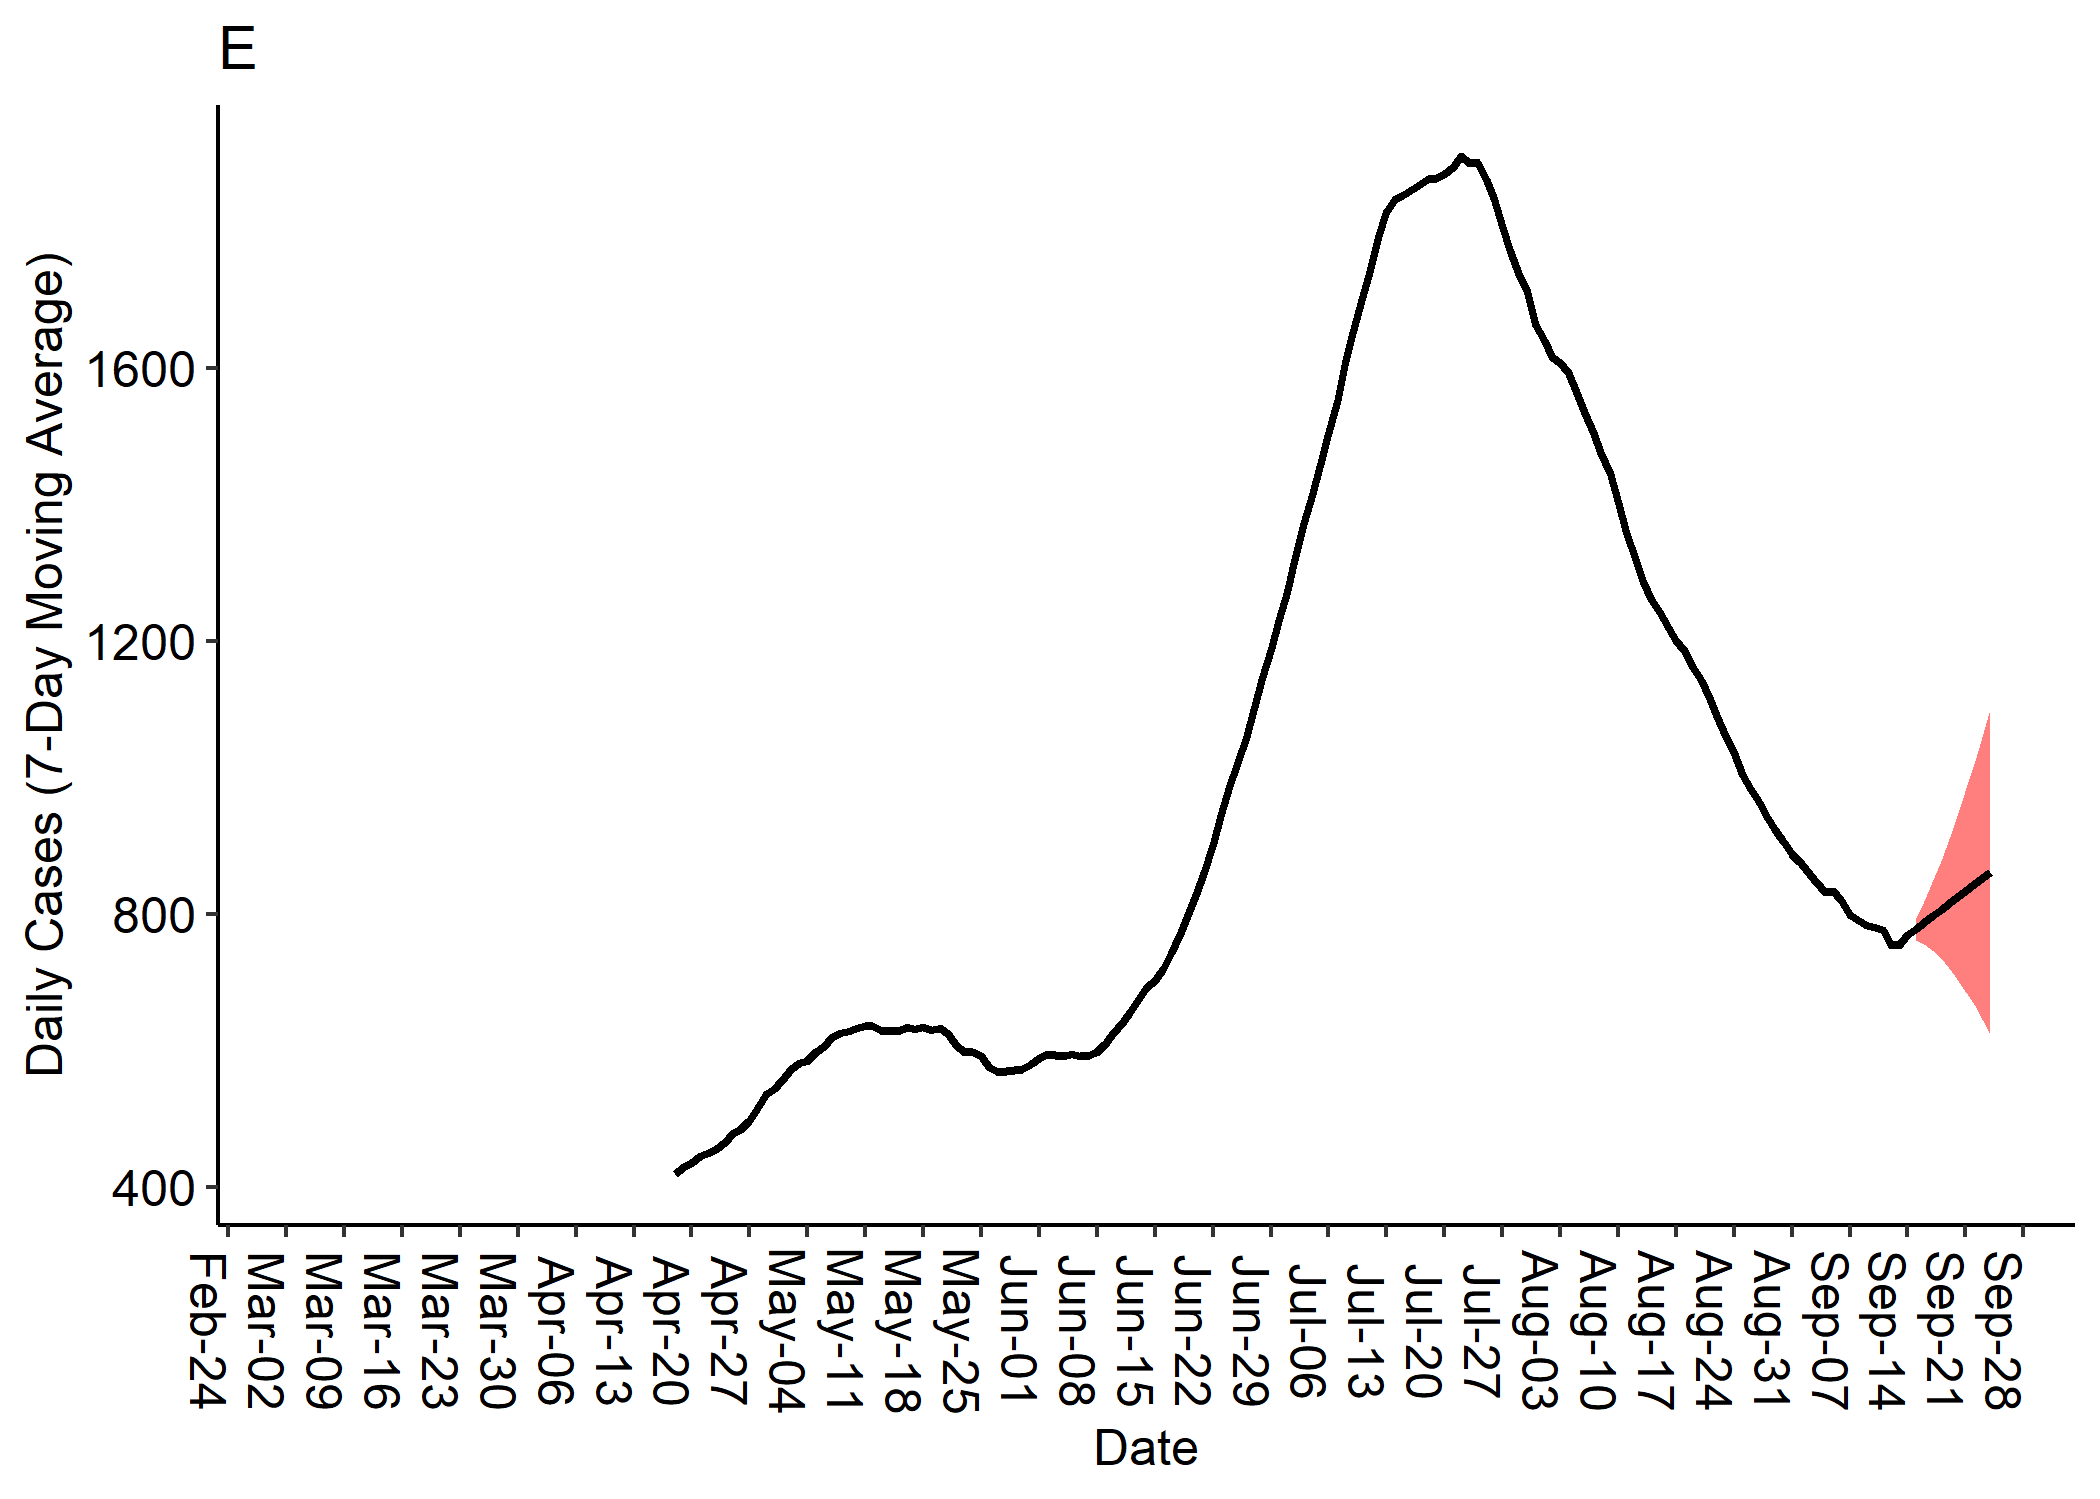 E
Daily Cases (7-Day Moving Average)
1600
1200
800
400
Feb-24
Mar-02
Mar-09
Mar-16
Mar-23
Mar-30
Apr-06
Apr-13
Apr-20
Apr-27
May-04
May-11
May-18
May-25
Jun-01
Jun-08
Jun-15
Jun-22
Jun-29
Jul-06
Jul-13
Jul-20
Jul-27
Aug-03
Aug-10
Aug-17
Aug-24
Aug-31
Sep-07
Sep-14
Sep-21
Sep-28
Date